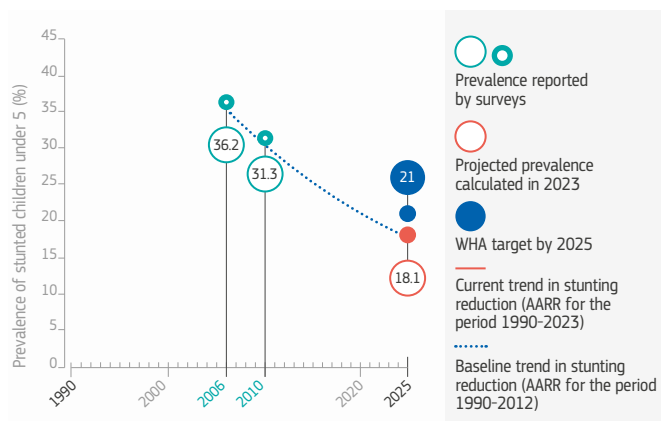 Prevalence of stunted children under 5 (%)
45
40
35
30
25
20
15
10
5
0
36.2
31.3
21
18.1
1990
2000
2006
2010
2020
2025
Prevalence reported
by surveys
Projected prevalence
calculated in 2023
WHA target by 2025
Current trend in stunting
reduction (AARR for the
period 1990-2023)
Baseline trend in stunting
reduction (AARR for the period
1990-2012)